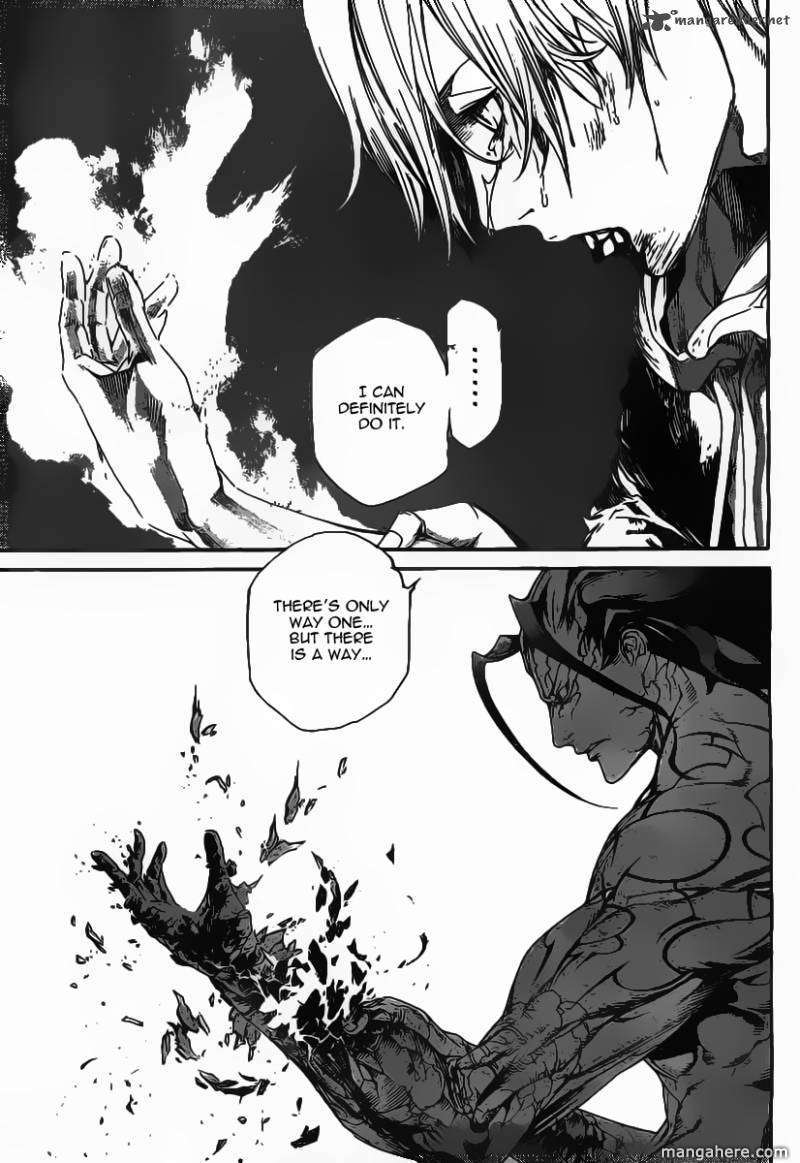 mangareader.net
......
I CAN
DEFINITELY
DO IT.
THERE'S ONLY
WAY ONE...
BUT THERE
IS A WAY...
mangahere.com